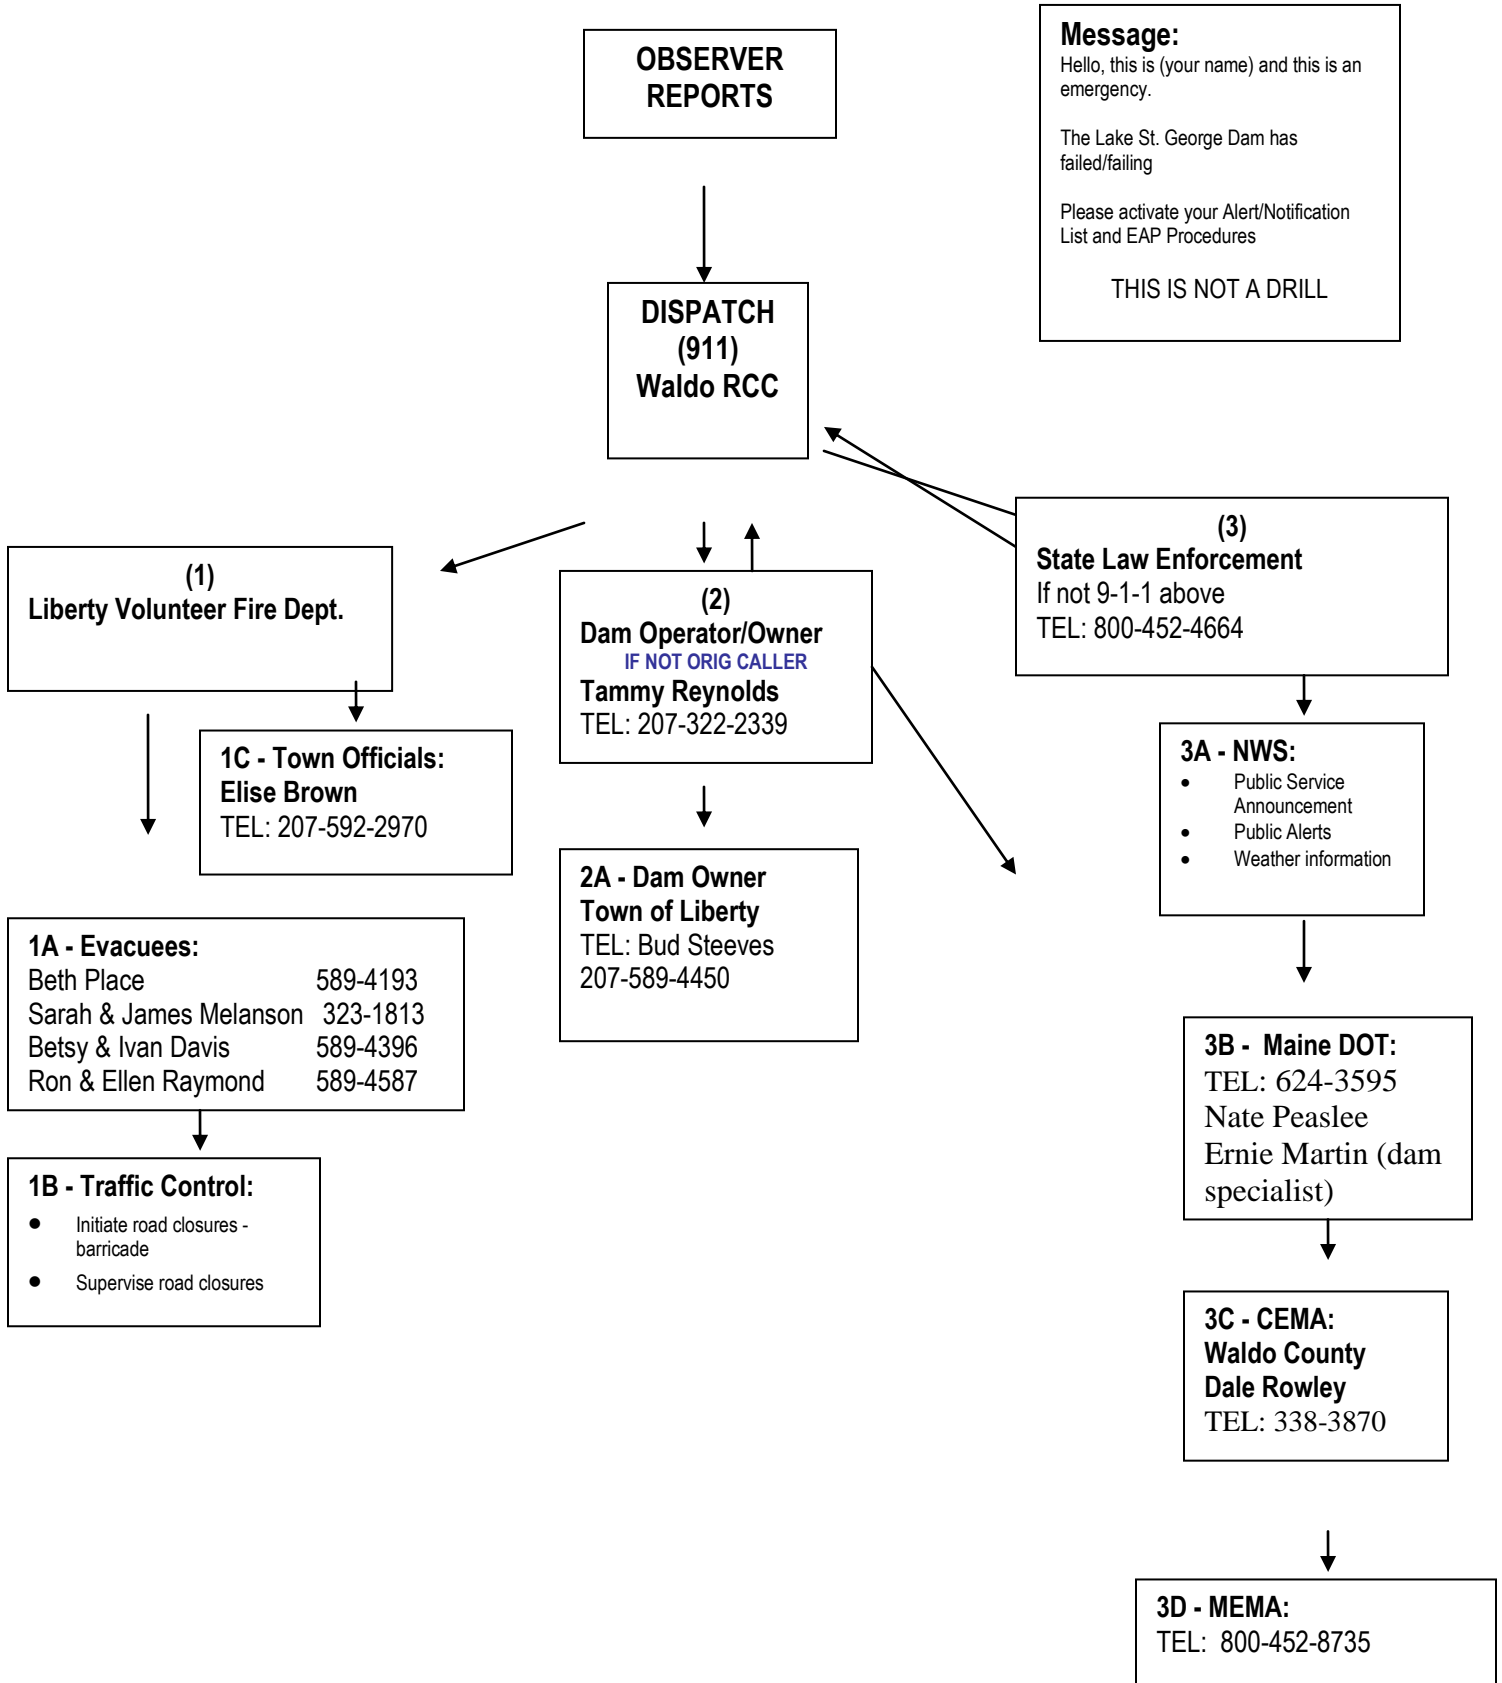 OBSERVER
REPORTS
Message:
Hello, this is (your name) and this is an
emergency.
The Lake St. George Dam has
failed/failing
Please activate your Alert/Notification
List and EAP Procedures
THIS IS NOT A DRILL
DISPATCH
(911)
Waldo RCC
(1)
Liberty Volunteer Fire Dept.
(2)
Dam Operator/Owner
IF NOT ORIG CALLER
Tammy Reynolds
TEL: 207-322-2339
(3)
State Law Enforcement
If not 9-1-1 above
TEL: 800-452-4664
1C - Town Officials:
Elise Brown
TEL: 207-592-2970
3A - NWS:
• Public Service
Announcement
• Public Alerts
• Weather information
2A - Dam Owner
Town of Liberty
TEL: Bud Steeves
207-589-4450
1A - Evacuees:
Beth Place 589-4193
Sarah & James Melanson 323-1813
Betsy & Ivan Davis 589-4396
Ron & Ellen Raymond 589-4587
1B - Traffic Control:
• Initiate road closures -
barricade
• Supervise road closures
3B - Maine DOT:
TEL: 624-3595
Nate Peaslee
Ernie Martin (dam
specialist)
3C - CEMA:
Waldo County
Dale Rowley
TEL: 338-3870
3D - MEMA:
TEL: 800-452-8735